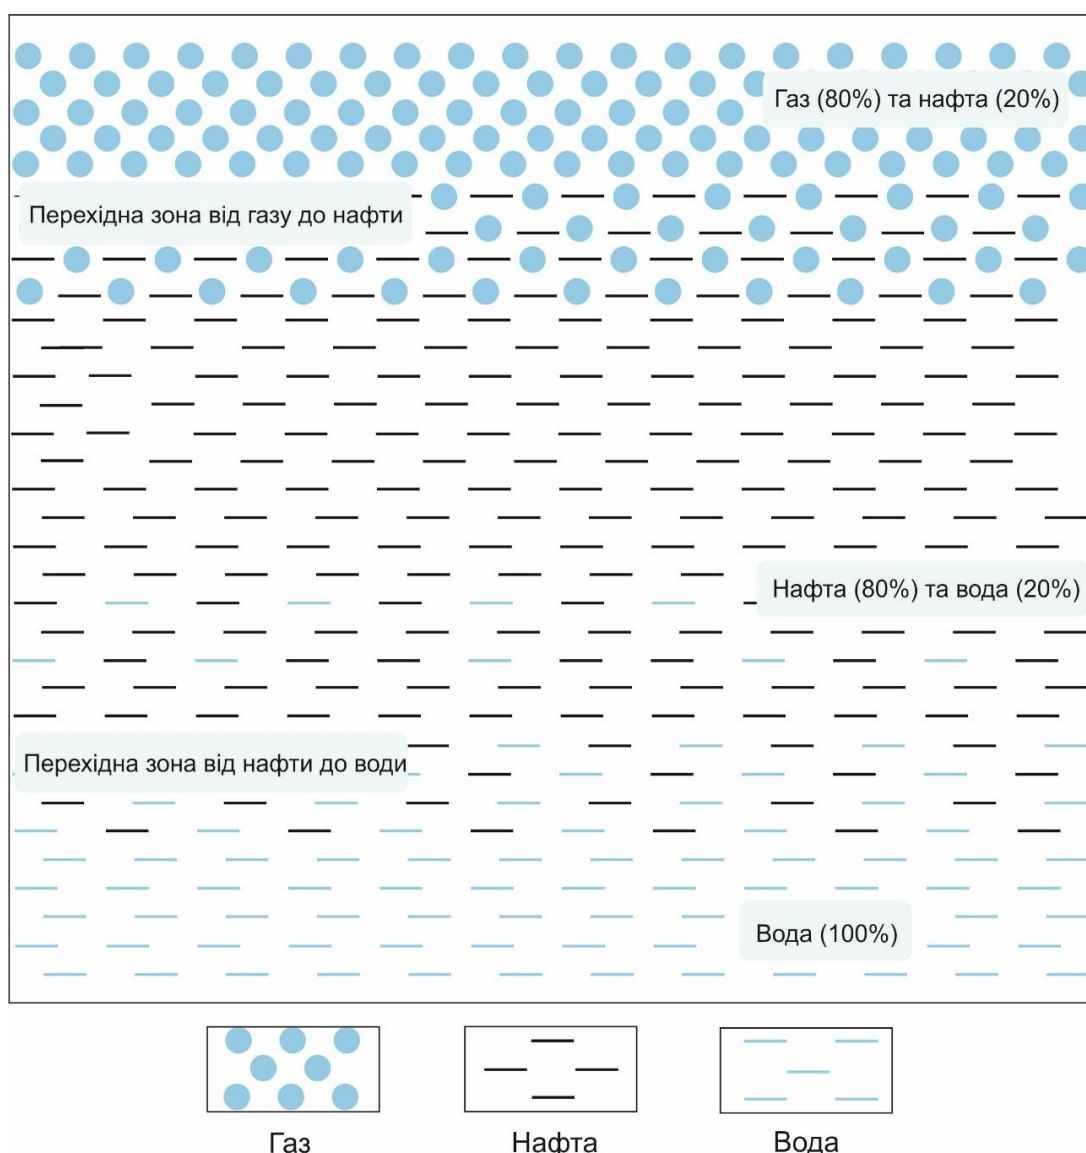 Газ (80%) та нафта (20%)
Перехідна зона від газу до нафти
Нафта (80%) та вода (20%)
Перехідна зона від нафти до води
Вода (100%)
Газ
Нафта
Вода